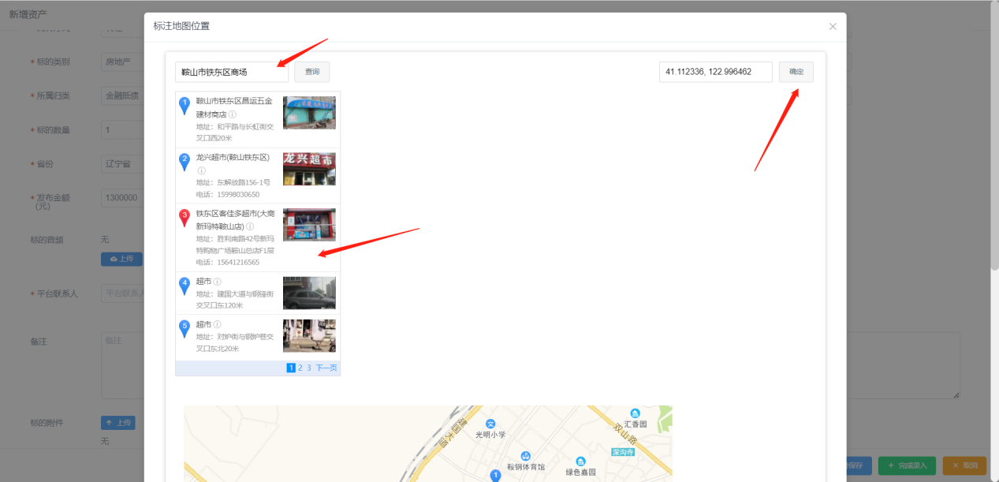 新增资产
标注地图位置
* 标的类别
房地产
* 所属归类
金融抵债
* 标的数量
1
* 省份
辽宁省
* 发布金额
(元)
1300000
标的音频
无
上传
* 平台联系人
平台联系人
备注
备注
标的附件
上传
无
鞍山市铁东区商场
查询
41.112336, 122.996462
确定
1
鞍山市铁东区昌运五金
建材商店
地址：和平路与长虹街交
叉口西20米
2
龙兴超市(鞍山铁东区)
地址：东解放路156-1号
电话：15998030650
龙兴超市
3
铁东区客佳多超市(大商
新玛特鞍山店)
地址：胜利南路42号新玛
特购物广场鞍山总店F1层
电话：15641216565
4
超市
地址：建国大道与钢锋街
交叉口东120米
5
超市
地址：对炉街与钢炉巷交
叉口东北20米
1 2 3 下一页
建国大道
文
光明小学
双山路
汇香园
深沟寺
鞍钢体育馆
绿色嘉园
1
保存
+ 完成录入
× 取消